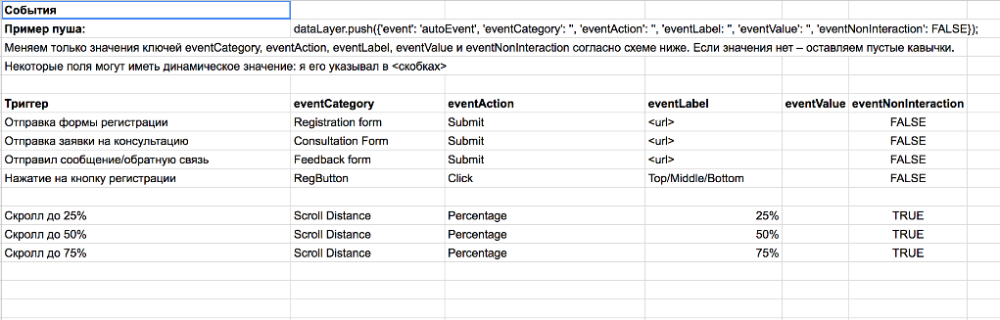 События
Пример пуша: dataLayer.push({'event': 'autoEvent', 'eventCategory': '', 'eventAction': '', 'eventLabel: '', 'eventValue': '', 'eventNonInteraction': FALSE});
Меняем только значения ключей eventCategory, eventAction, eventLabel, eventValue и eventNonInteraction согласно схеме ниже. Если значения нет – оставляем пустые кавычки.
Некоторые поля могут иметь динамическое значение: я его указывал в <скобках>
Триггер eventCategory eventAction eventLabel eventValue eventNonInteraction
Отправка формы регистрации Registration form Submit <url> FALSE
Отправка заявки на консультацию Consultation Form Submit <url> FALSE
Отправил сообщение/обратную связь Feedback form Submit <url> FALSE
Нажатие на кнопку регистрации RegButton Click Top/Middle/Bottom FALSE
Скролл до 25% Scroll Distance Percentage 25% TRUE
Скролл до 50% Scroll Distance Percentage 50% TRUE
Скролл до 75% Scroll Distance Percentage 75% TRUE